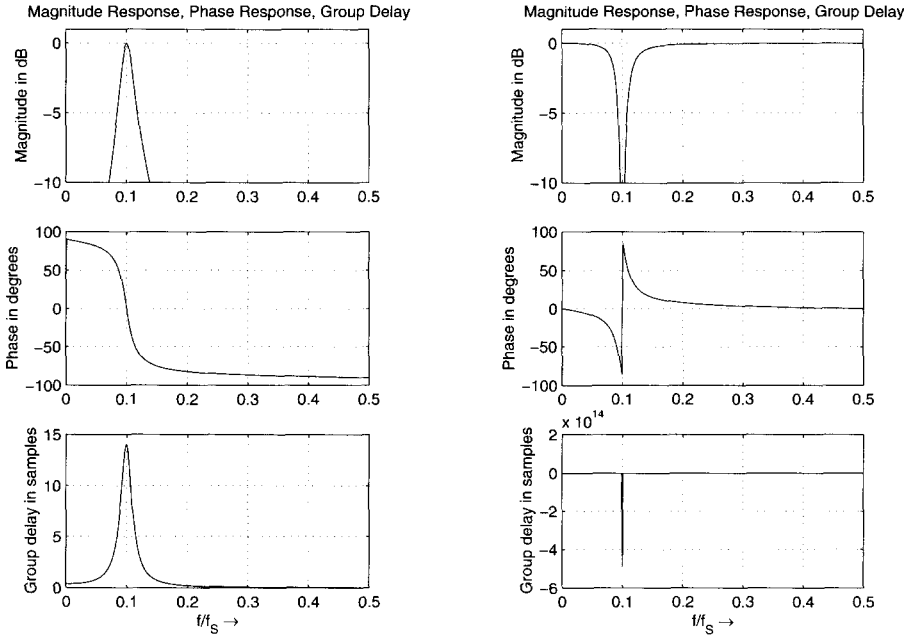 Magnitude Response, Phase Response, Group Delay
Magnitude in dB
0
−5
−10
0 0.1 0.2 0.3 0.4 0.5
Phase in degrees
100
50
0
−50
−100
0 0.1 0.2 0.3 0.4 0.5
Group delay in samples
15
10
5
0
0 0.1 0.2 0.3 0.4 0.5
f/f_S →
Magnitude Response, Phase Response, Group Delay
Magnitude in dB
0
−5
−10
0 0.1 0.2 0.3 0.4 0.5
Phase in degrees
100
50
0
−50
−100
0 0.1 0.2 0.3 0.4 0.5
x 10^14
Group delay in samples
2
0
−2
−4
−6
0 0.1 0.2 0.3 0.4 0.5
f/f_S →